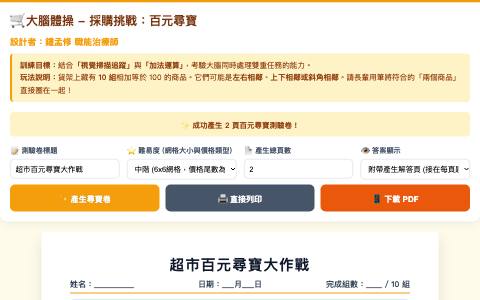 🛒大腦體操 - 採購挑戰：百元尋寶
設計者：鍾孟修 職能治療師
訓練目標：結合「視覺掃描追蹤」與「加法運算」，考驗大腦同時處理雙重任務的能力。
玩法說明：貨架上藏有 10 組相加等於 100 的商品。它們可能是左右相鄰、上下相鄰或斜角相鄰。請長輩用筆將符合的「兩個商品」
直接圈在一起！
✨ 成功產生 2 頁百元尋寶測驗卷！
📝 測驗卷標題 ⭐ 難易度 (網格大小與價格類型) 📄 產生總頁數 👁️ 答案顯示
超市百元尋寶大作戰 中階 (6x6網格，價格尾數為 2 附帶產生解答頁 (接在每頁
產生尋寶卷 🖨️ 直接列印 📱 下載 PDF
超市百元尋寶大作戰
姓名：__________ 日期：___月___日 完成組數：____ / 10 組